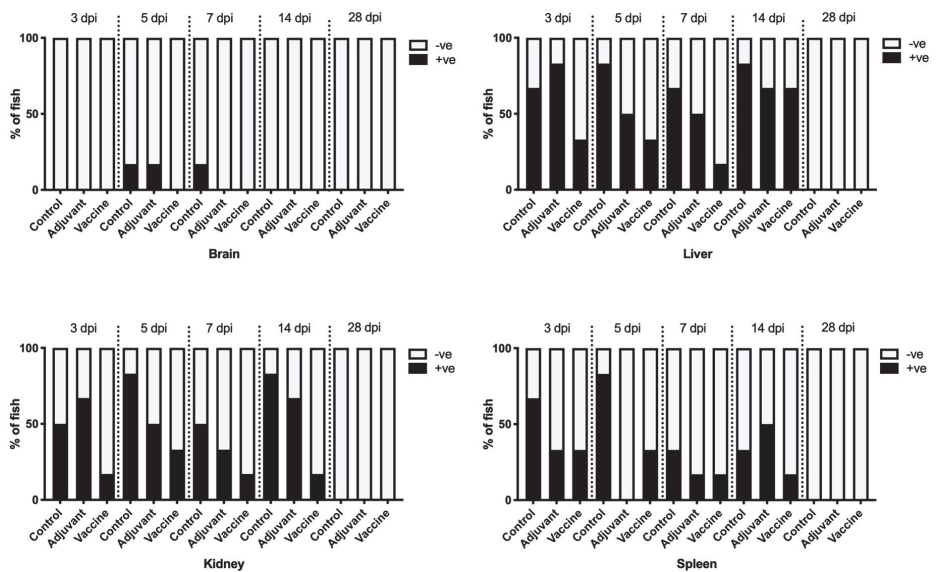 3 dpi 5 dpi 7 dpi 14 dpi 28 dpi
100
50
0
% of fish
-ve
+ve
Control Adjuvant Vaccine Control Adjuvant Vaccine Control Adjuvant Vaccine Control Adjuvant Vaccine Control Adjuvant Vaccine
Brain
3 dpi 5 dpi 7 dpi 14 dpi 28 dpi
100
50
0
% of fish
-ve
+ve
Control Adjuvant Vaccine Control Adjuvant Vaccine Control Adjuvant Vaccine Control Adjuvant Vaccine Control Adjuvant Vaccine
Liver
3 dpi 5 dpi 7 dpi 14 dpi 28 dpi
100
50
0
% of fish
-ve
+ve
Control Adjuvant Vaccine Control Adjuvant Vaccine Control Adjuvant Vaccine Control Adjuvant Vaccine Control Adjuvant Vaccine
Kidney
3 dpi 5 dpi 7 dpi 14 dpi 28 dpi
100
50
0
% of fish
-ve
+ve
Control Adjuvant Vaccine Control Adjuvant Vaccine Control Adjuvant Vaccine Control Adjuvant Vaccine Control Adjuvant Vaccine
Spleen